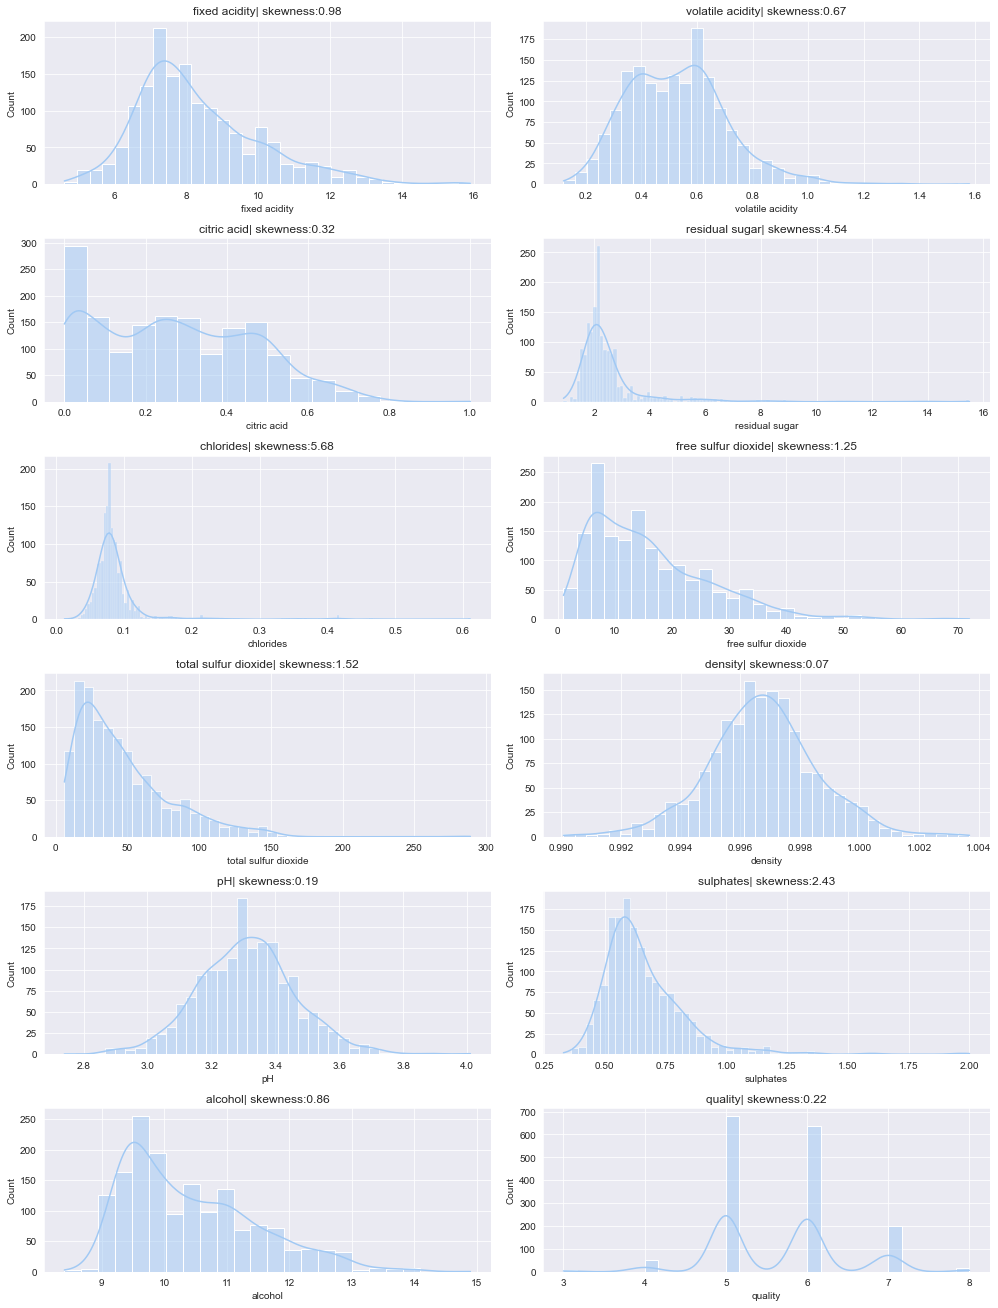 fixed acidity| skewness:0.98
200
150
100
50
0
Count
6 8 10 12 14 16
fixed acidity
volatile acidity| skewness:0.67
175
150
125
100
75
50
25
0
Count
0.2 0.4 0.6 0.8 1.0 1.2 1.4 1.6
volatile acidity
citric acid| skewness:0.32
300
250
200
150
100
50
0
Count
0.0 0.2 0.4 0.6 0.8 1.0
citric acid
residual sugar| skewness:4.54
250
200
150
100
50
0
Count
2 4 6 8 10 12 14 16
residual sugar
chlorides| skewness:5.68
200
150
100
50
0
Count
0.0 0.1 0.2 0.3 0.4 0.5 0.6
chlorides
free sulfur dioxide| skewness:1.25
250
200
150
100
50
0
Count
0 10 20 30 40 50 60 70
free sulfur dioxide
total sulfur dioxide| skewness:1.52
200
150
100
50
0
Count
0 50 100 150 200 250 300
total sulfur dioxide
density| skewness:0.07
150
125
100
75
50
25
0
Count
0.990 0.992 0.994 0.996 0.998 1.000 1.002 1.004
density
pH| skewness:0.19
175
150
125
100
75
50
25
0
Count
2.8 3.0 3.2 3.4 3.6 3.8 4.0
pH
sulphates| skewness:2.43
175
150
125
100
75
50
25
0
Count
0.25 0.50 0.75 1.00 1.25 1.50 1.75 2.00
sulphates
alcohol| skewness:0.86
250
200
150
100
50
0
Count
9 10 11 12 13 14 15
alcohol
quality| skewness:0.22
700
600
500
400
300
200
100
0
Count
3 4 5 6 7 8
quality